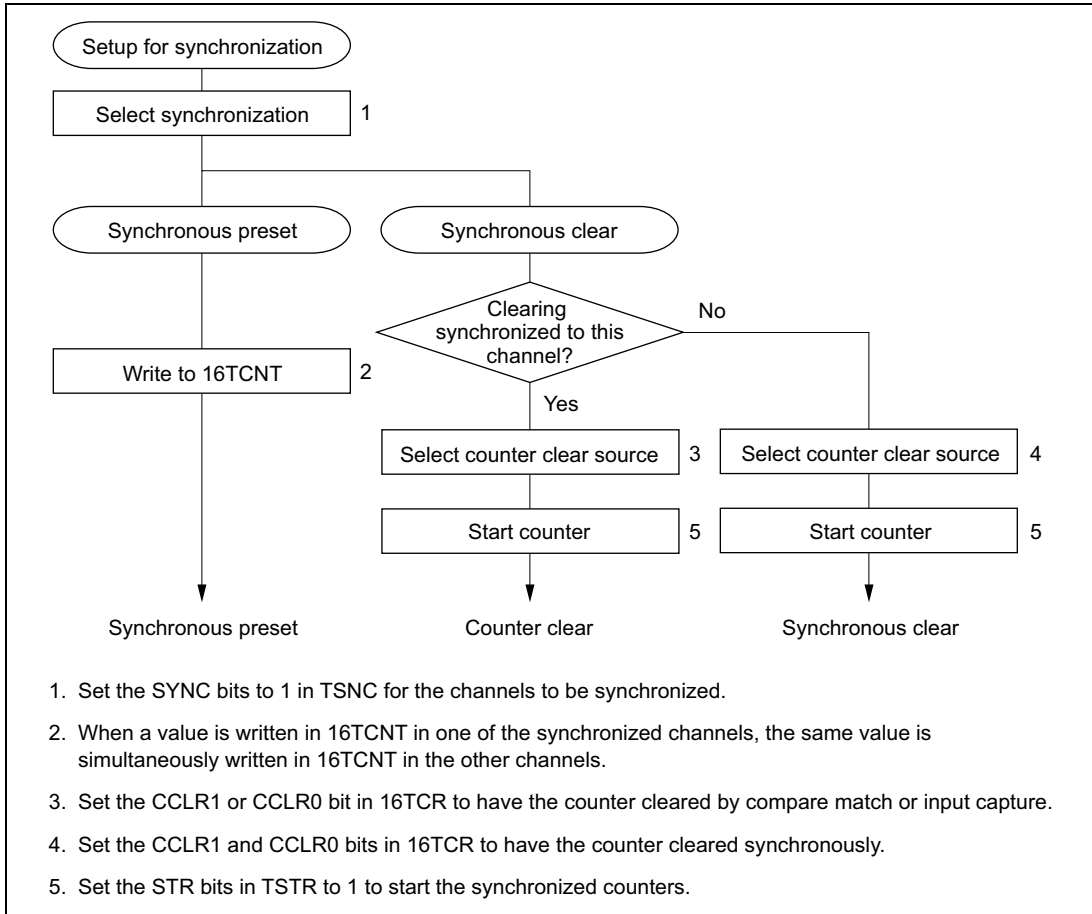 Setup for synchronization
Select synchronization 1
Synchronous preset
Synchronous clear
Clearing
synchronized to this
channel?
No
Write to 16TCNT 2
Yes
Select counter clear source 3
Select counter clear source 4
Start counter 5
Start counter 5
Synchronous preset
Counter clear
Synchronous clear
1. Set the SYNC bits to 1 in TSNC for the channels to be synchronized.
2. When a value is written in 16TCNT in one of the synchronized channels, the same value is
simultaneously written in 16TCNT in the other channels.
3. Set the CCLR1 or CCLR0 bit in 16TCR to have the counter cleared by compare match or input capture.
4. Set the CCLR1 and CCLR0 bits in 16TCR to have the counter cleared synchronously.
5. Set the STR bits in TSTR to 1 to start the synchronized counters.